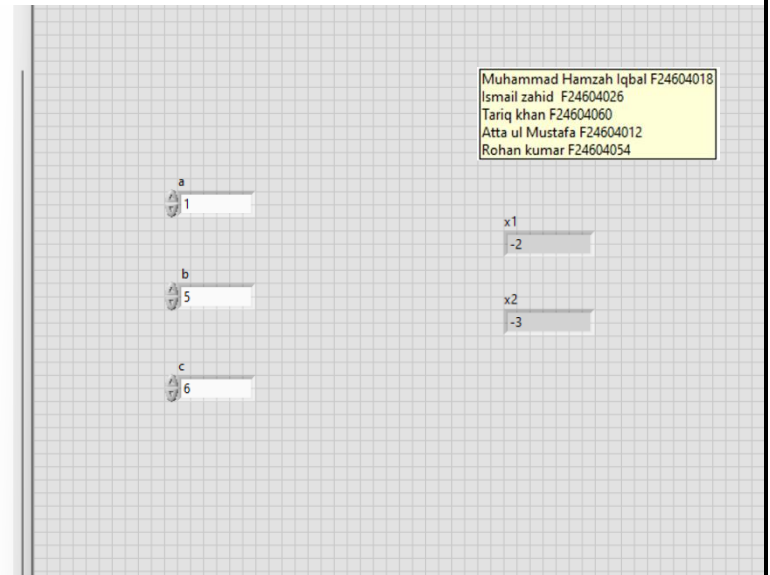 Muhammad Hamzah Iqbal F24604018
Ismail zahid F24604026
Tariq khan F24604060
Atta ul Mustafa F24604012
Rohan kumar F24604054
a
1
x1
-2
b
5
x2
-3
c
6